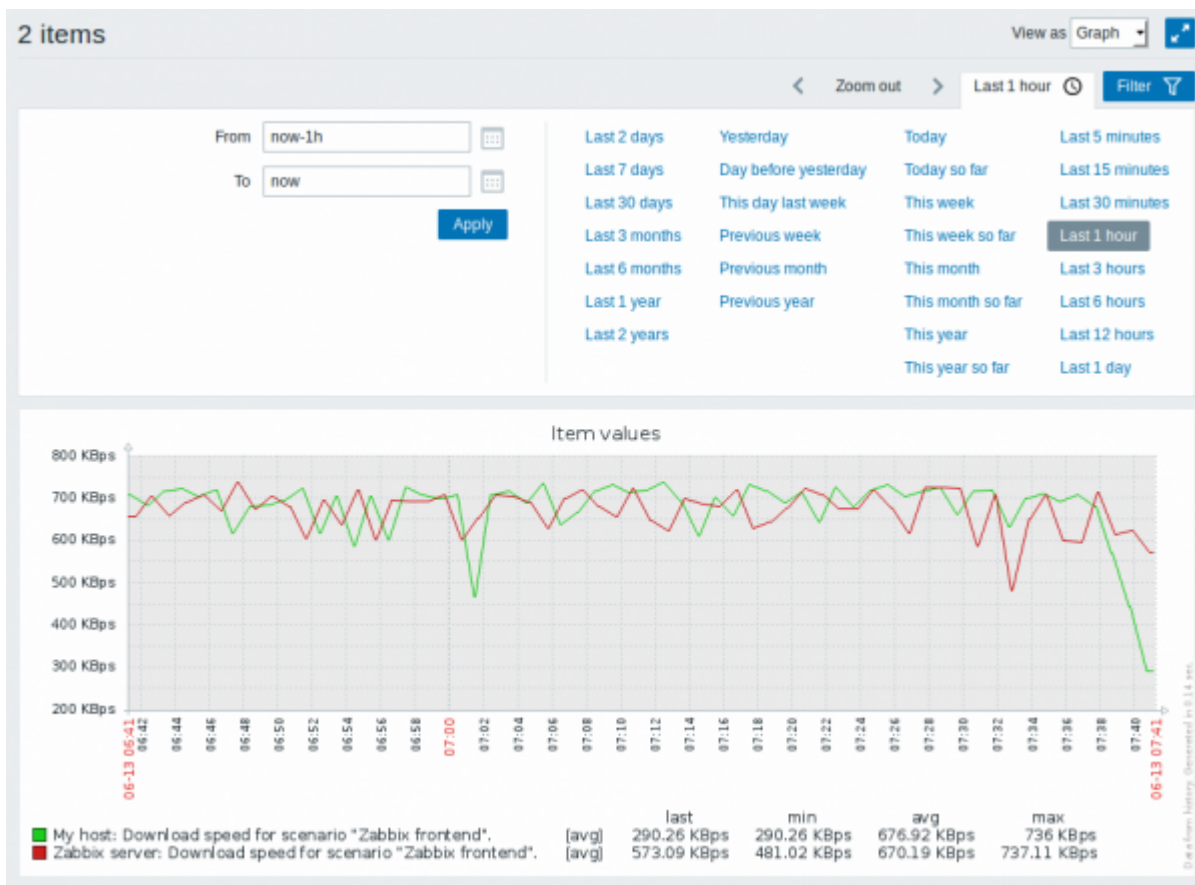 2 items
View as Graph
Zoom out
Last 1 hour
Filter
From now-1h
To now
Apply
Last 2 days Yesterday Today Last 5 minutes
Last 7 days Day before yesterday Today so far Last 15 minutes
Last 30 days This day last week This week Last 30 minutes
Last 3 months Previous week This week so far Last 1 hour
Last 6 months Previous month This month Last 3 hours
Last 1 year Previous year This month so far Last 6 hours
Last 2 years This year Last 12 hours
This year so far Last 1 day
Item values
800 KBps
700 KBps
600 KBps
500 KBps
400 KBps
300 KBps
200 KBps
06-13 06:41
06:42
06:44
06:46
06:48
06:50
06:52
06:54
06:56
06:58
07:00
07:02
07:04
07:06
07:08
07:10
07:12
07:14
07:16
07:18
07:20
07:22
07:24
07:26
07:28
07:30
07:32
07:34
07:36
07:38
07:40
06-13 07:41
last min avg max
My host: Download speed for scenario "Zabbix frontend". [avg] 290.26 KBps 290.26 KBps 676.92 KBps 736 KBps
Zabbix server: Download speed for scenario "Zabbix frontend". [avg] 573.09 KBps 481.02 KBps 670.19 KBps 737.11 KBps
Data from history. Generated in 0.14 sec.